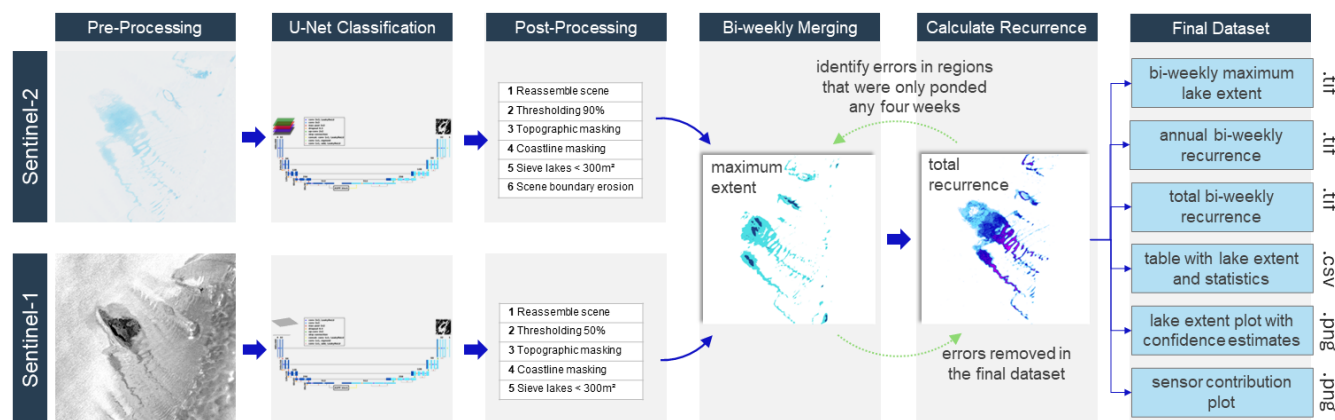 Pre-Processing
U-Net Classification
Post-Processing
Bi-weekly Merging
Calculate Recurrence
Final Dataset
Sentinel-2
1 Reassemble scene
2 Thresholding 90%
3 Topographic masking
4 Coastline masking
5 Sieve lakes < 300m²
6 Scene boundary erosion
Sentinel-1
1 Reassemble scene
2 Thresholding 50%
3 Topographic masking
4 Coastline masking
5 Sieve lakes < 300m²
identify errors in regions
that were only ponded
any four weeks
maximum
extent
total
recurrence
errors removed in
the final dataset
bi-weekly maximum
lake extent
.tif
annual bi-weekly
recurrence
.tif
total bi-weekly
recurrence
.tif
table with lake extent
and statistics
.csv
lake extent plot with
confidence estimates
.png
sensor contribution
plot
.png